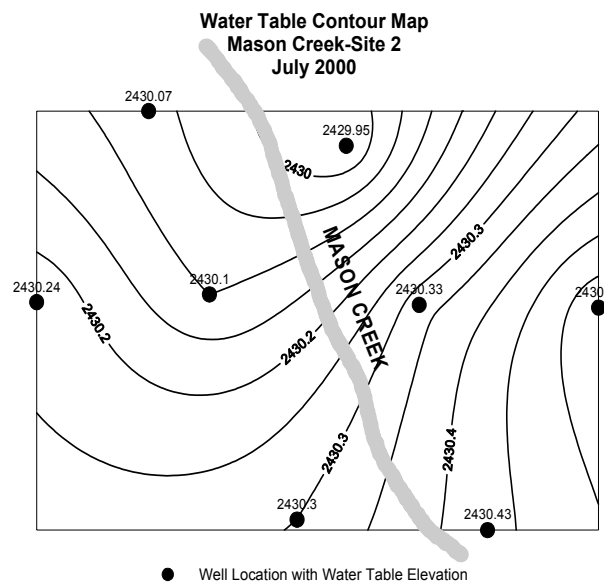 Water Table Contour Map
Mason Creek-Site 2
July 2000
2430.07
2429.95
2430
MASON CREEK
2430.3
2430.24
2430.1
2430.33
2430
2430.2
2430.2
2430.3
2430.4
2430.3
2430.43
Well Location with Water Table Elevation